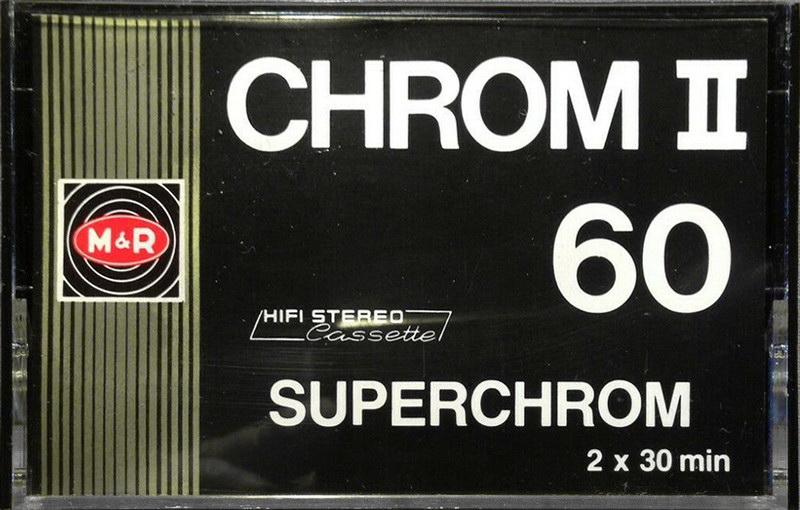 CHROM II
60
M&R
HIFI STEREO
Cassette
SUPERCHROM
2 x 30 min